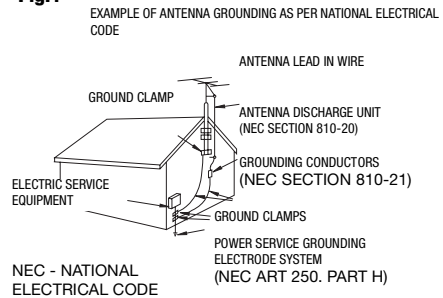 EXAMPLE OF ANTENNA GROUNDING AS PER NATIONAL ELECTRICAL
CODE
ANTENNA LEAD IN WIRE
GROUND CLAMP
ANTENNA DISCHARGE UNIT
(NEC SECTION 810-20)
GROUNDING CONDUCTORS
(NEC SECTION 810-21)
ELECTRIC SERVICE
EQUIPMENT
GROUND CLAMPS
POWER SERVICE GROUNDING
ELECTRODE SYSTEM
(NEC ART 250. PART H)
NEC - NATIONAL
ELECTRICAL CODE